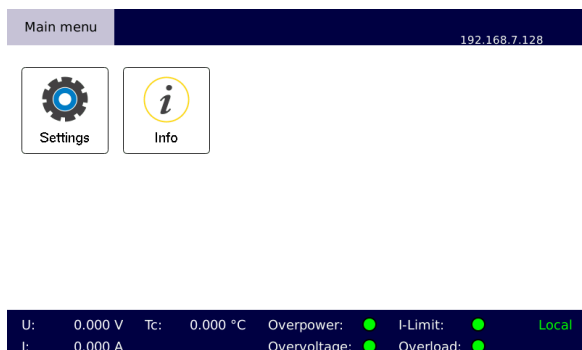 Main menu
192.168.7.128
Settings
Info
U: 0.000 V Tc: 0.000 °C Overpower: I-Limit: Local
I: 0.000 A Overvoltage: Overload: